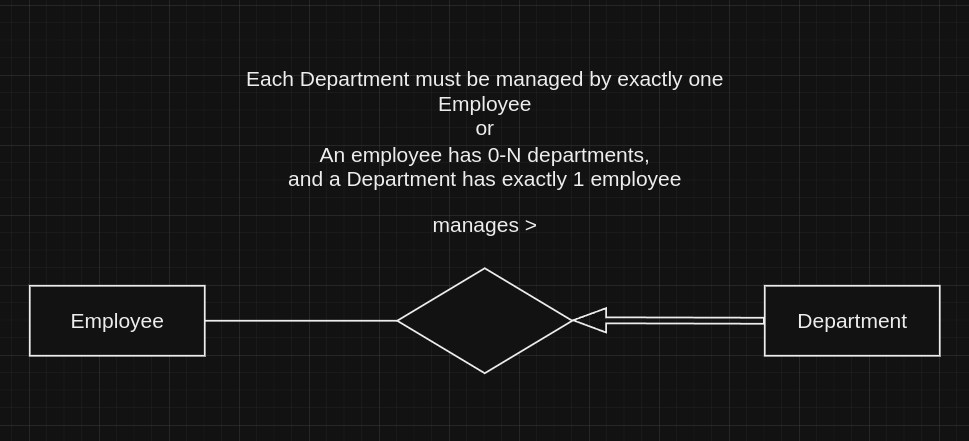 Each Department must be managed by exactly one
Employee
or
An employee has 0-N departments,
and a Department has exactly 1 employee
manages >
Employee
Department